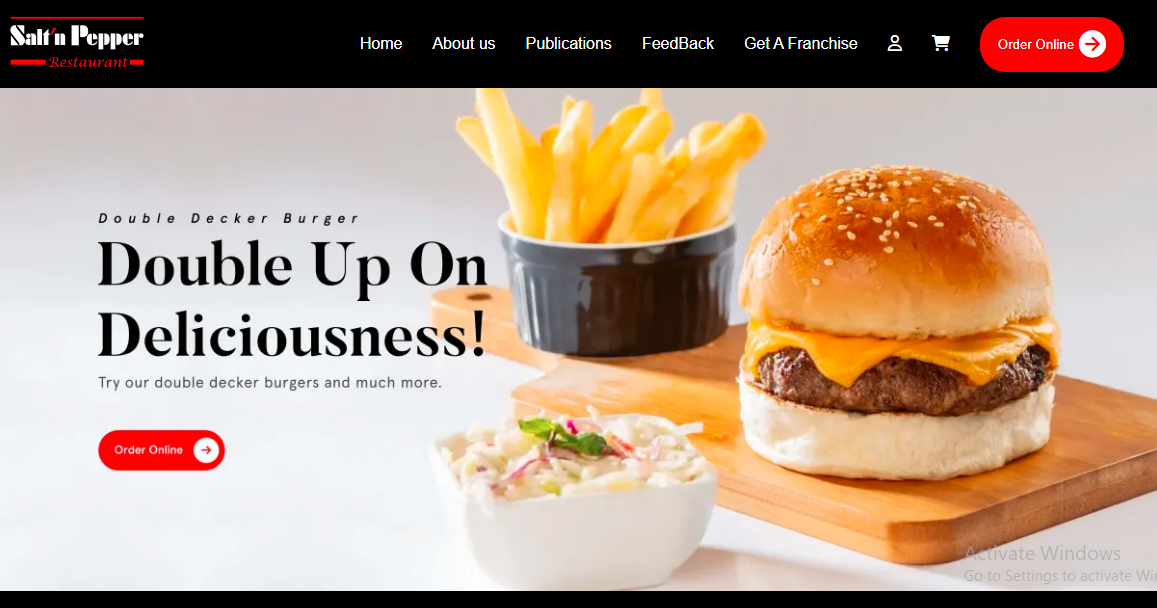 Salt'n Pepper
Restaurant
Home About us Publications FeedBack Get A Franchise Order Online
Double Decker Burger
Double Up On
Deliciousness!
Try our double decker burgers and much more.
Order Online
Activate Windows
Go to Settings to activate Wi